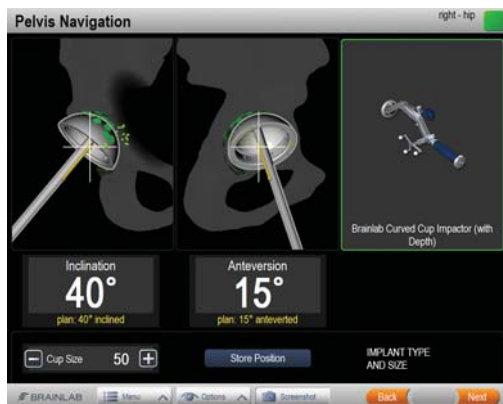 Pelvis Navigation
right - hip
Brainlab Curved Cup Impactor (with
Depth)
Inclination
40°
plan: 40° inclined
Anteversion
15°
plan: 15° anteverted
Cup Size 50
Store Position
IMPLANT TYPE
AND SIZE
BRAINLAB Menu Options Screenshot Back Next